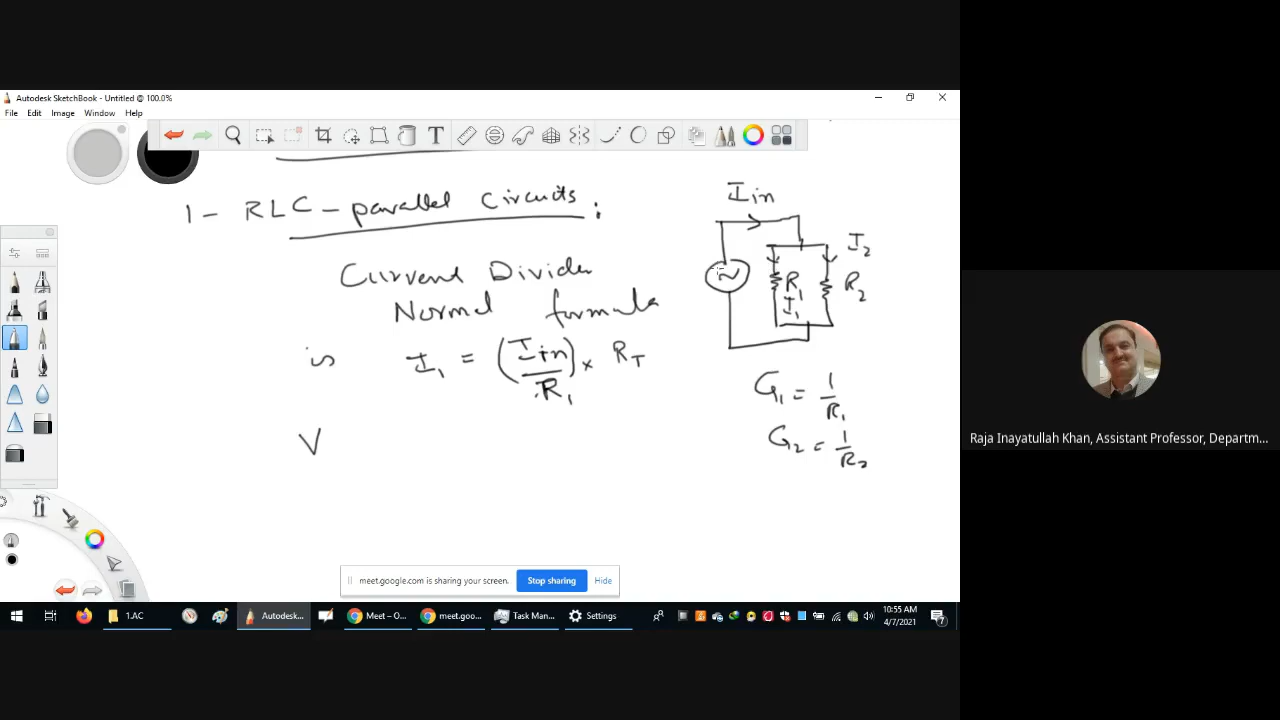 Autodesk SketchBook - Untitled @ 100.0%
File Edit Image Window Help
1 - RLC - parallel Circuits :
Current Divider
Normal formula
is I1 = (Iin/R1) × RT
V
Iin
I2
R1
R2
I1
G1 = 1/R1
G2 = 1/R2
Raja Inayatullah Khan, Assistant Professor, Departm...
meet.google.com is sharing your screen. Stop sharing Hide
1.AC Autodesk... Meet – O... meet.goo... Task Man... Settings
10:55 AM
4/7/2021